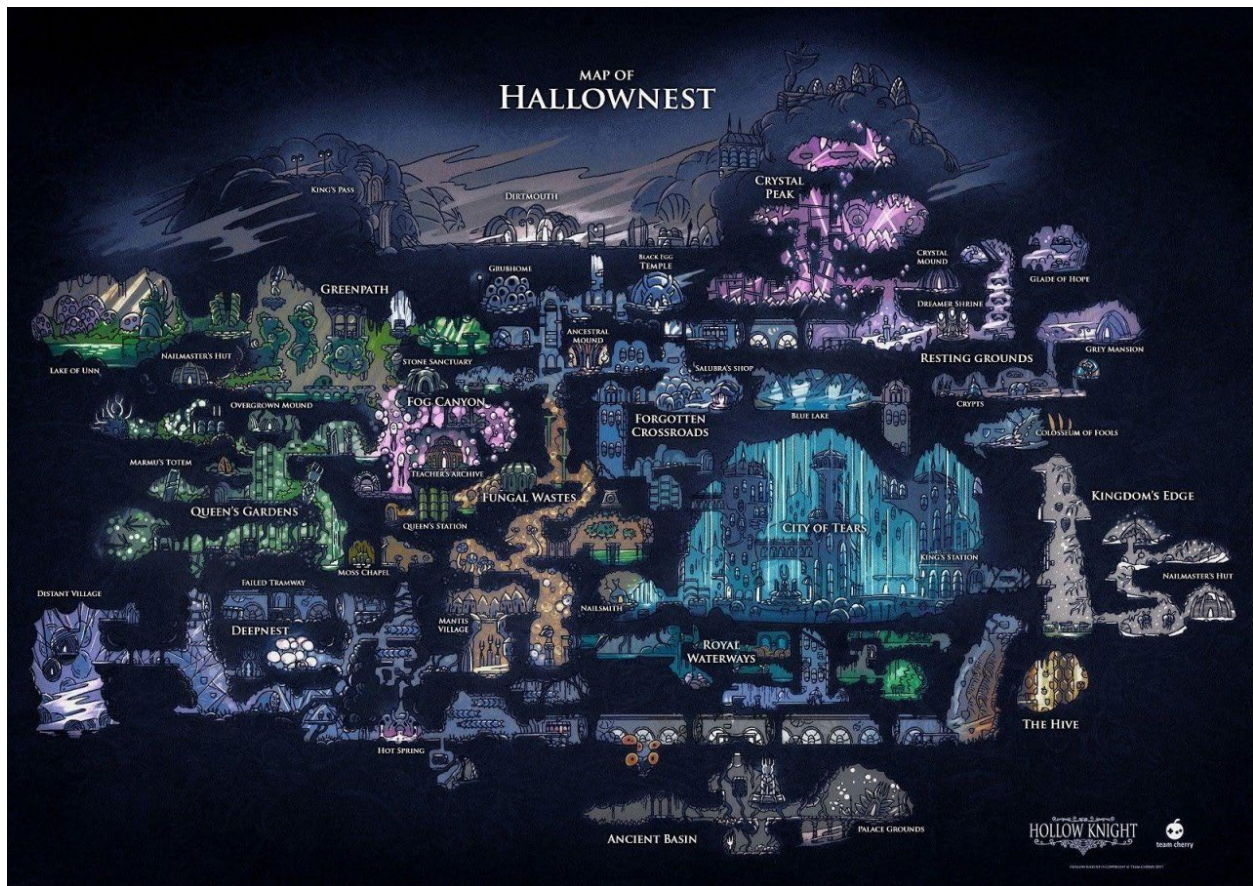 MAP OF
HALLOWNEST
KING'S PASS
DIRTMOUTH
CRYSTAL
PEAK
CRYSTAL
MOUND
GLADE OF HOPE
GRUBHOME
BLACK EGG
TEMPLE
GREENPATH
DREAMER SHRINE
ANCESTRAL
MOUND
GREY MANSION
LAKE OF UNN
NAILMASTER'S HUT
STONE SANCTUARY
SALUBRA'S SHOP
RESTING GROUNDS
OVERGROWN MOUND
FOG CANYON
FORGOTTEN
CROSSROADS
BLUE LAKE
CRYPTS
COLOSSEUM OF FOOLS
MARMU'S TOTEM
TEACHER'S ARCHIVE
QUEEN'S GARDENS
FUNGAL WASTES
KINGDOM'S EDGE
QUEEN'S STATION
CITY OF TEARS
KING'S STATION
MOSS CHAPEL
NAILMASTER'S HUT
DISTANT VILLAGE
FAILED TRAMWAY
NAILSMITH
DEEPNEST
MANTIS
VILLAGE
ROYAL
WATERWAYS
THE HIVE
HOT SPRING
ANCIENT BASIN
PALACE GROUNDS
HOLLOW KNIGHT
team cherry